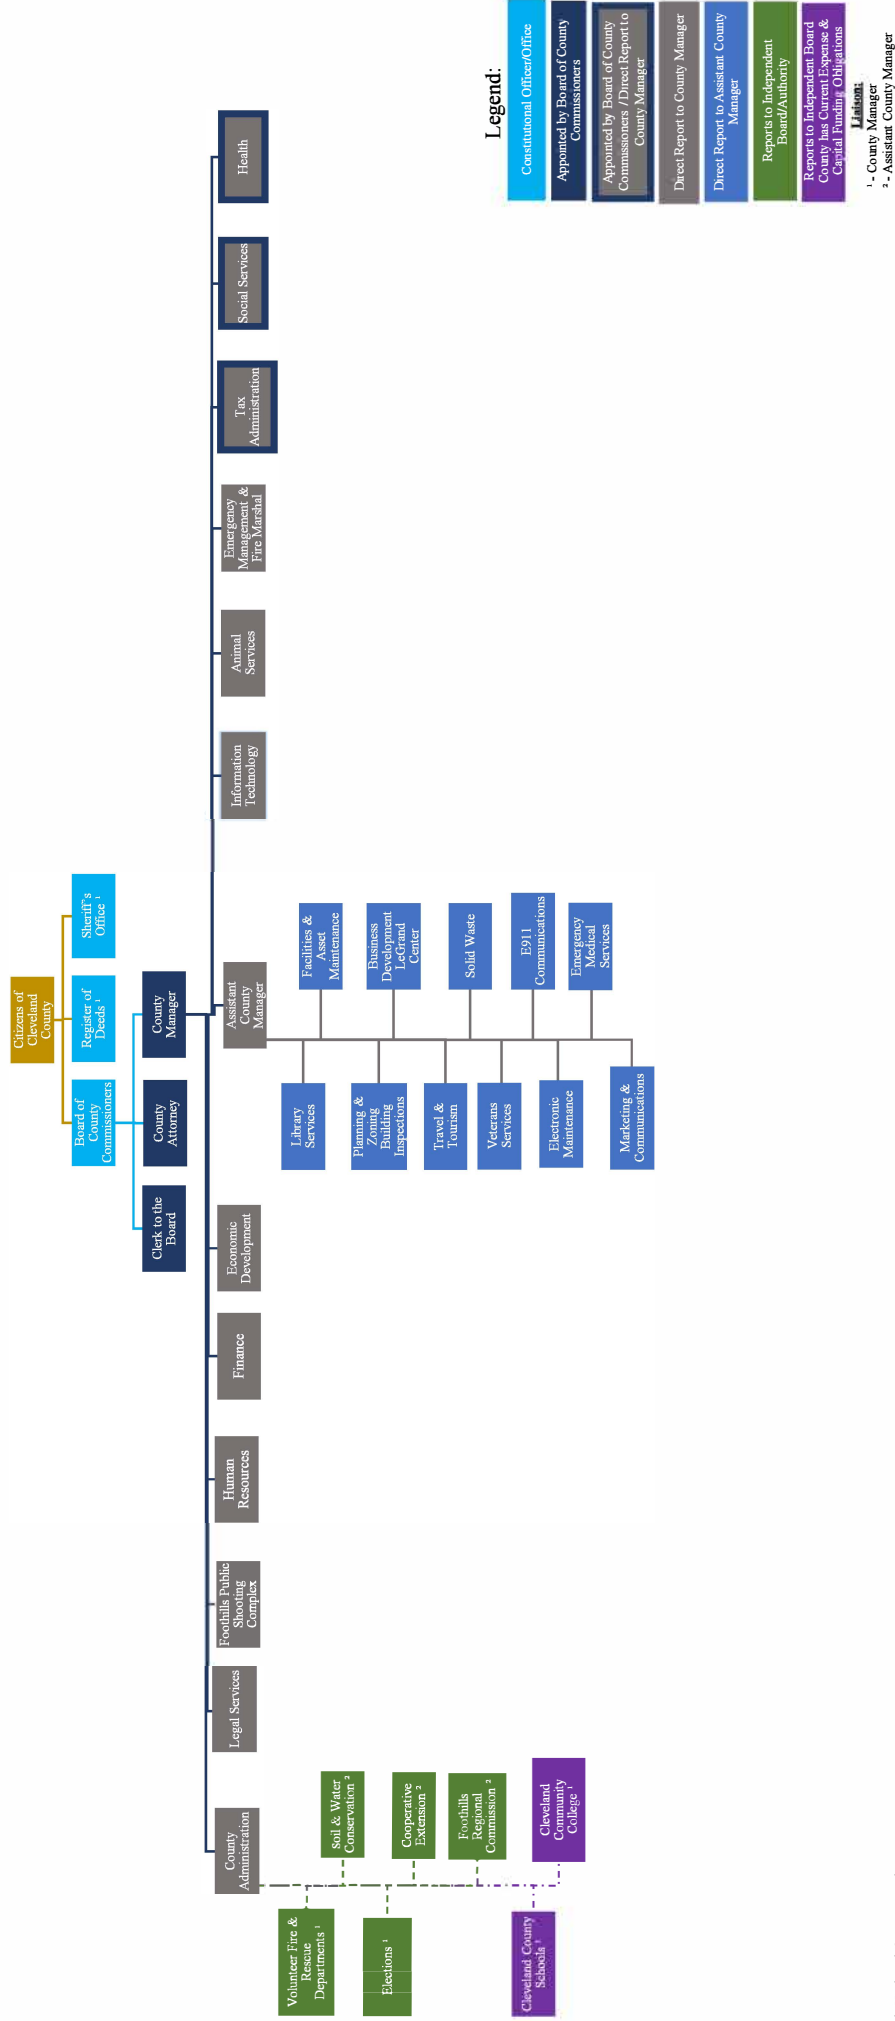 Citizens of
Cleveland
County
Board of
County
Commissioners
Register of
Deeds ¹
Sheriff's
Office ¹
Clerk to the
Board
County
Attorney
County
Manager
County
Administration
Legal Services
Foothills Public
Shooting
Complex
Human
Resources
Finance
Economic
Development
Assistant
County
Manager
Information
Technology
Animal
Services
Emergency
Management &
Fire Marshal
Tax
Administration
Social Services
Health
Volunteer Fire &
Rescue
Departments ¹
Soil & Water
Conservation ²
Elections ¹
Cooperative
Extension ²
Foothills
Regional
Commission ²
Cleveland County
Schools ¹
Cleveland
Community
College ¹
Library
Services
Facilities &
Asset
Maintenance
Planning &
Zoning
Building
Inspections
Business
Development
LeGrand
Center
Travel &
Tourism
Solid Waste
Veterans
Services
E911
Communications
Electronic
Maintenance
Emergency
Medical
Services
Marketing &
Communications
Legend:
Constitutional Officer/Office
Appointed by Board of County
Commissioners
Appointed by Board of County
Commissioners / Direct Report to
County Manager
Direct Report to County Manager
Direct Report to Assistant County
Manager
Reports to Independent
Board/Authority
Reports to Independent Board
County has Current Expense &
Capital Funding Obligations
Liaison:
¹ - County Manager
² - Assistant County Manager